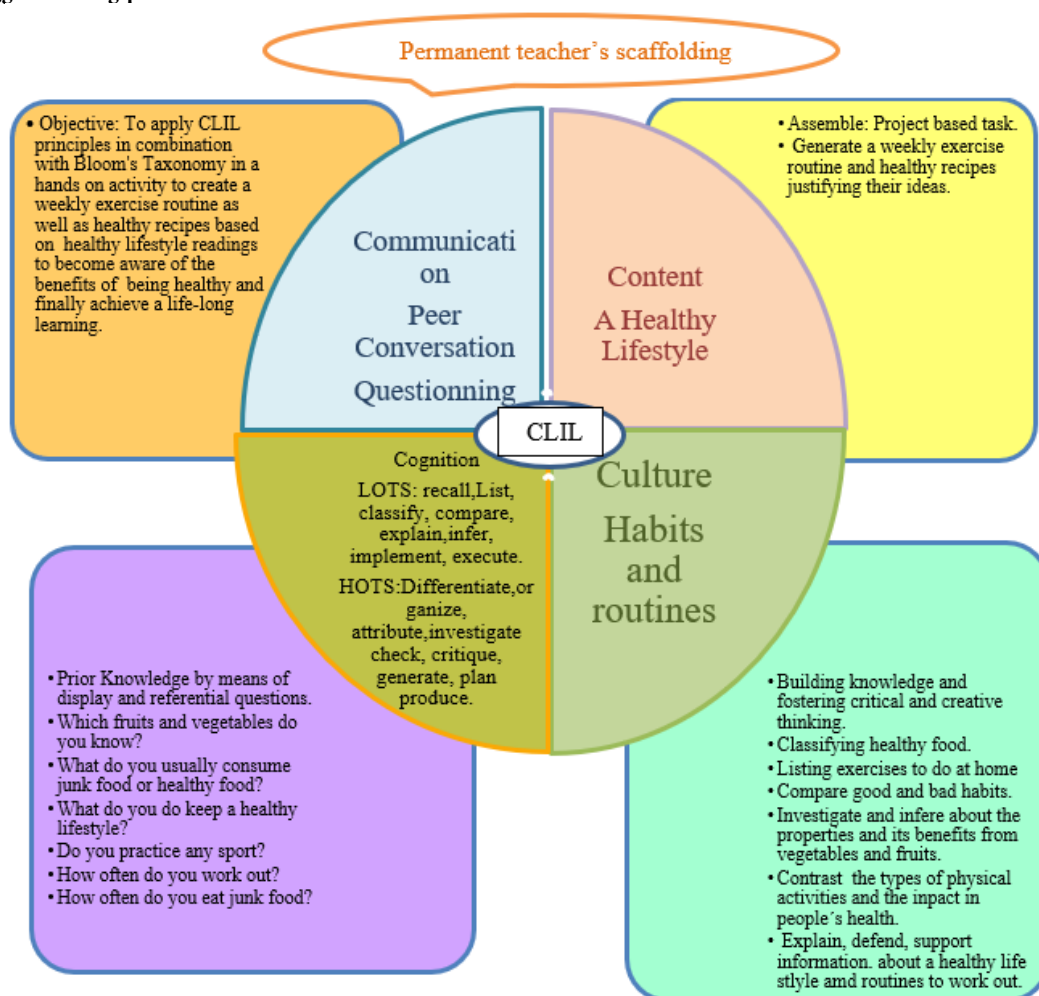 Permanent teacher's scaffolding
• Objective: To apply CLIL
principles in combination
with Bloom's Taxonomy in a
hands on activity to create a
weekly exercise routine as
well as healthy recipes based
on healthy lifestyle readings
to become aware of the
benefits of being healthy and
finally achieve a life-long
learning.
• Assemble: Project based task.
• Generate a weekly exercise
routine and healthy recipes
justifying their ideas.
Communicati
on
Peer
Conversation
Questionning
Content
A Healthy
Lifestyle
CLIL
Cognition
LOTS: recall,List,
classify, compare,
explain,infer,
implement, execute.
HOTS:Differentiate,or
ganize,
attribute,investigate
check, critique,
generate, plan
produce.
Culture
Habits
and
routines
• Prior Knowledge by means of
display and referential questions.
• Which fruits and vegetables do
you know?
• What do you usually consume
junk food or healthy food?
• What do you do keep a healthy
lifestyle?
• Do you practice any sport?
• How often do you work out?
• How often do you eat junk food?
• Building knowledge and
fostering critical and creative
thinking.
• Classifying healthy food.
• Listing exercises to do at home
• Compare good and bad habits.
• Investigate and infere about the
properties and its benefits from
vegetables and fruits.
• Contrast the types of physical
activities and the inpact in
people´s health.
• Explain, defend, support
information. about a healthy life
stlyle amd routines to work out.